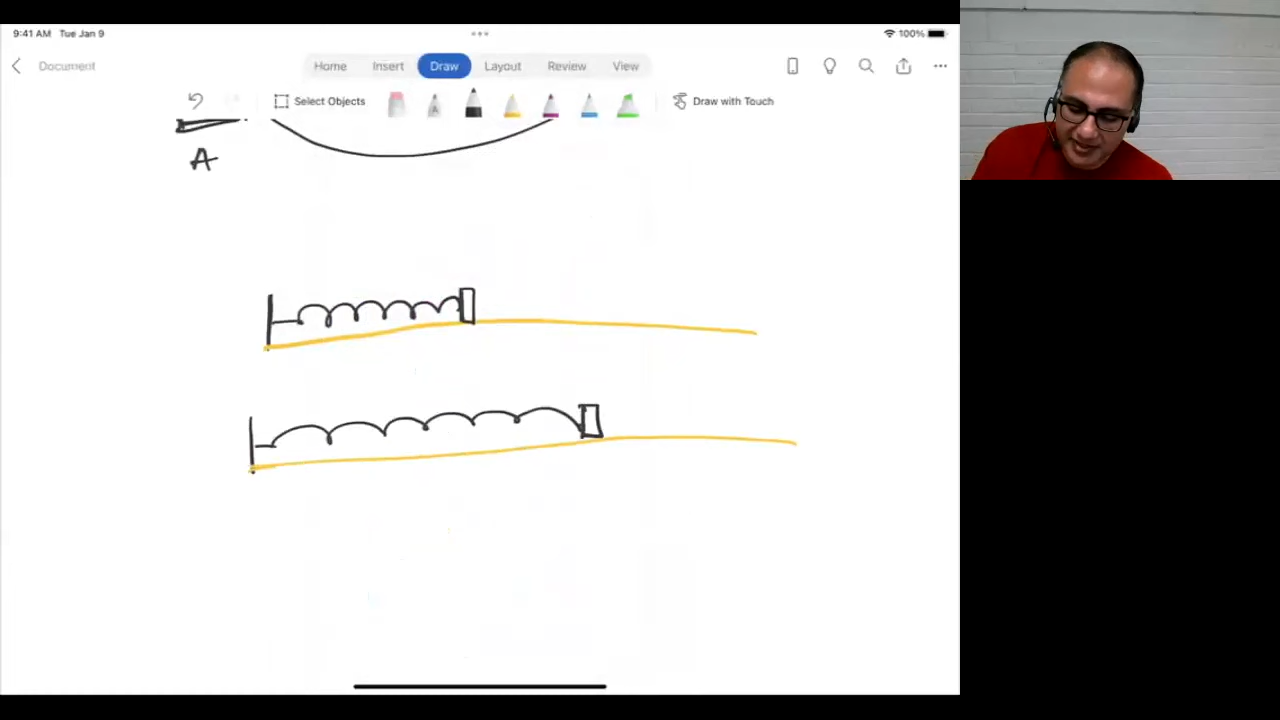 9:41 AM Tue Jan 9
100%
Document
Home Insert Draw Layout Review View
Select Objects
A
Draw with Touch
A